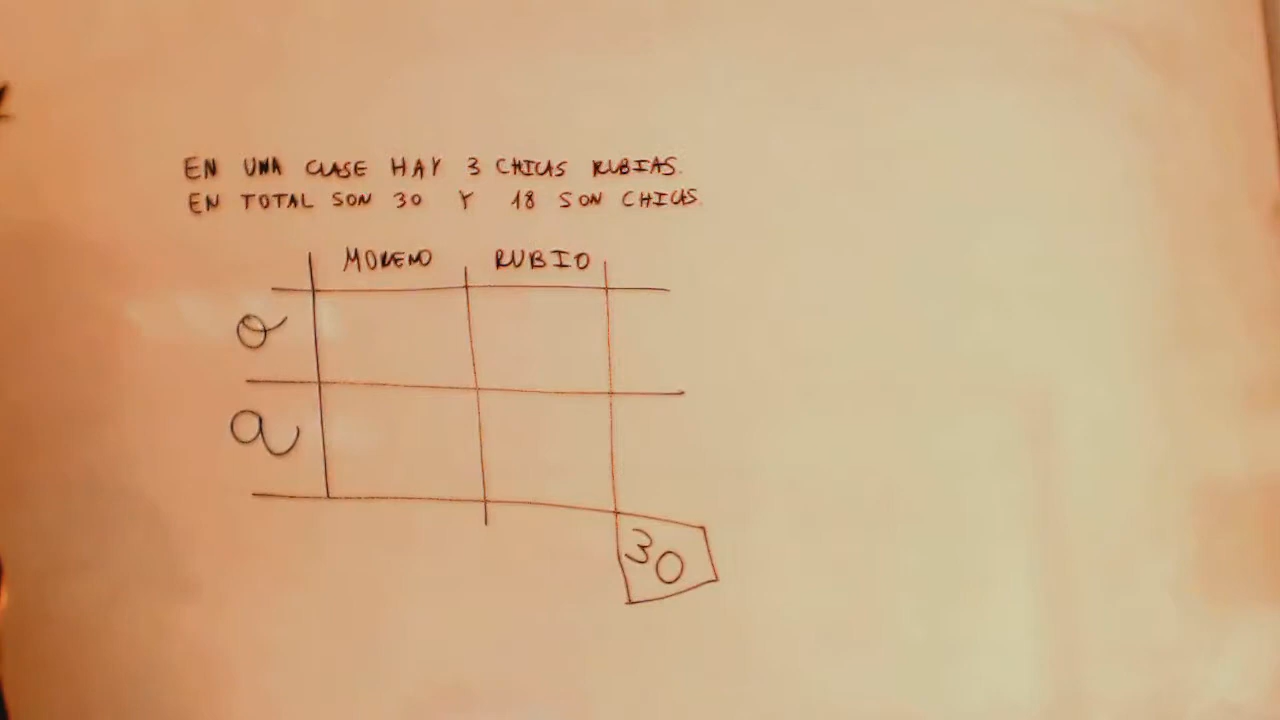 EN UNA CLASE HAY 3 CHICAS RUBIAS.
EN TOTAL SON 30 Y 18 SON CHICAS.
MORENO RUBIO
O
A
30